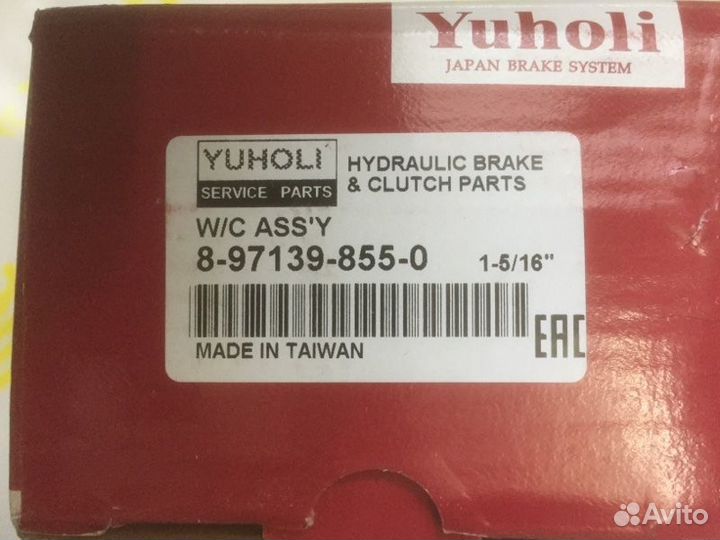 Yuholi
JAPAN BRAKE SYSTEM
YUHOLI
SERVICE PARTS
HYDRAULIC BRAKE
& CLUTCH PARTS
W/C ASS'Y
8-97139-855-0 1-5/16"
MADE IN TAIWAN
EAC
Avito